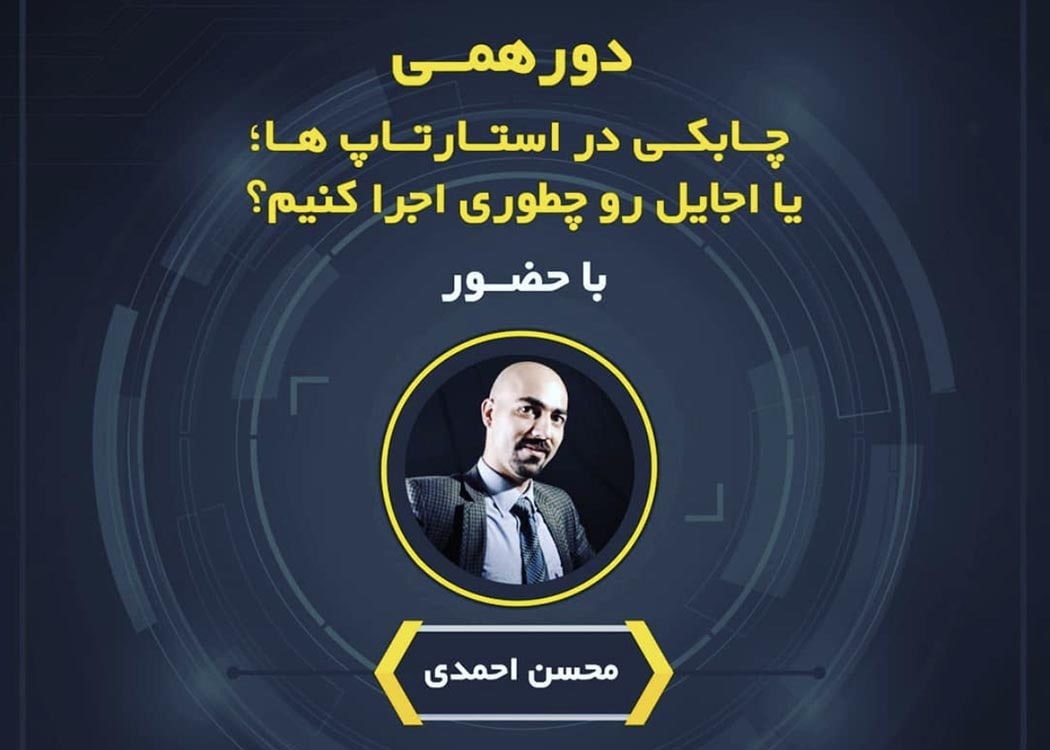 دورهمی
چابکی در استارتاپ ها؛
یا اجایل رو چطوری اجرا کنیم؟
با حضور
محسن احمدی